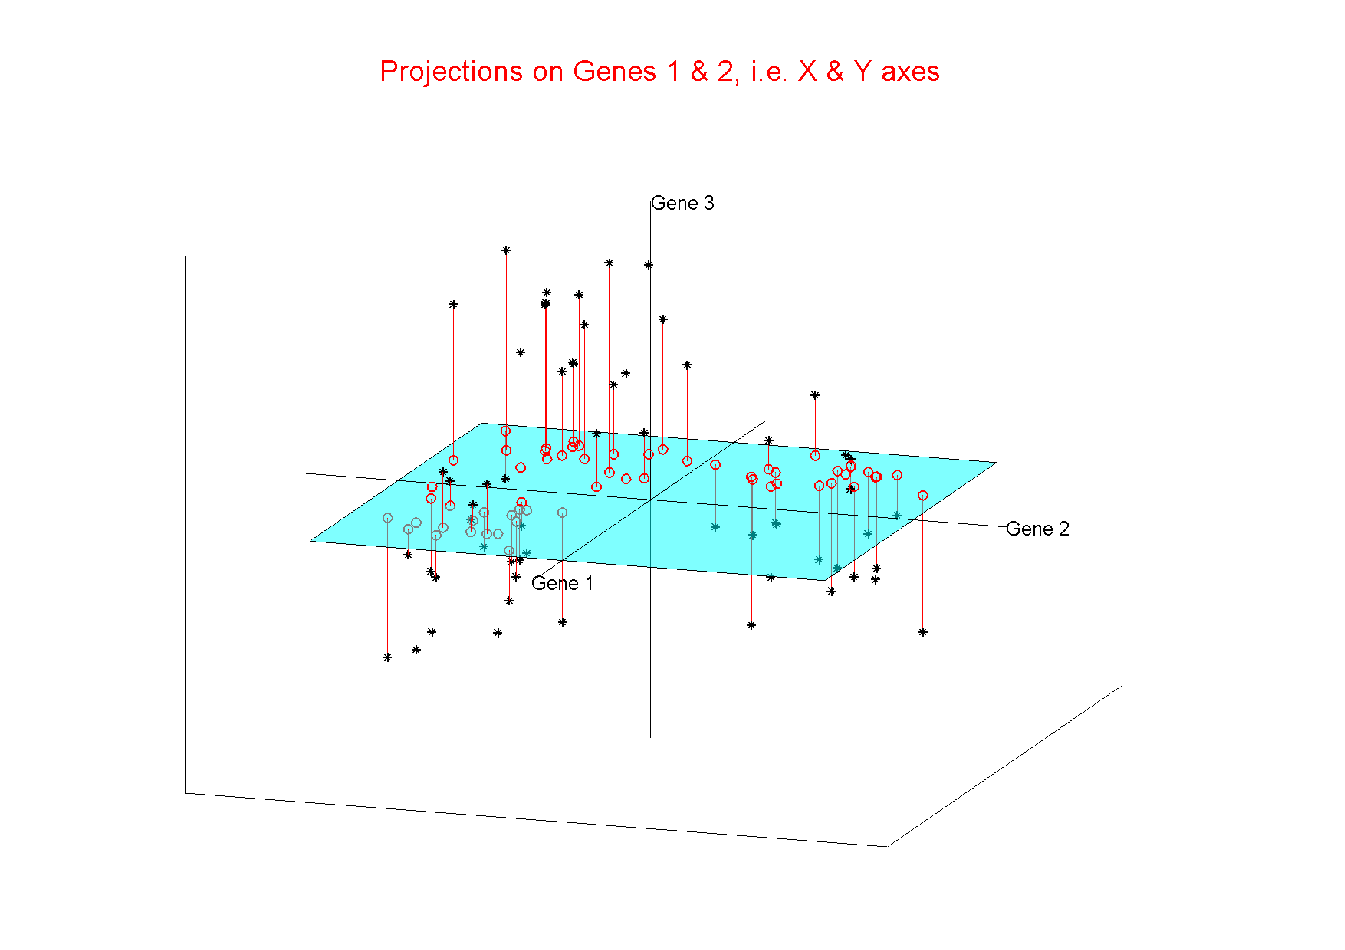 Projections on Genes 1 & 2, i.e. X & Y axes
Gene 3
Gene 2
Gene 1